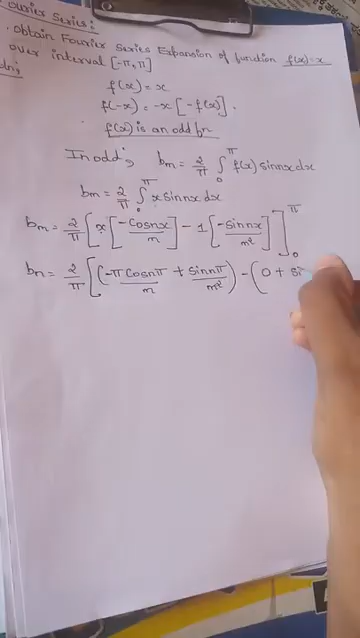 Fourier Series:
obtain Fourier Series Expansion of function f(x)=x
over interval [-π, π]
Soln:
f(x) = x
f(-x) = -x [-f(x)].
f(x) is an odd fn
In odd; bn = 2/π ∫₀^π f(x) sinnx dx
bn = 2/π ∫₀^π x sinnx dx
bn = 2/π [x[-cosnx/n] - 1[-sinnx/n²]]₀^π
bn = 2/π [(-π cosnπ/n + sinnπ/n²) - (0 + si